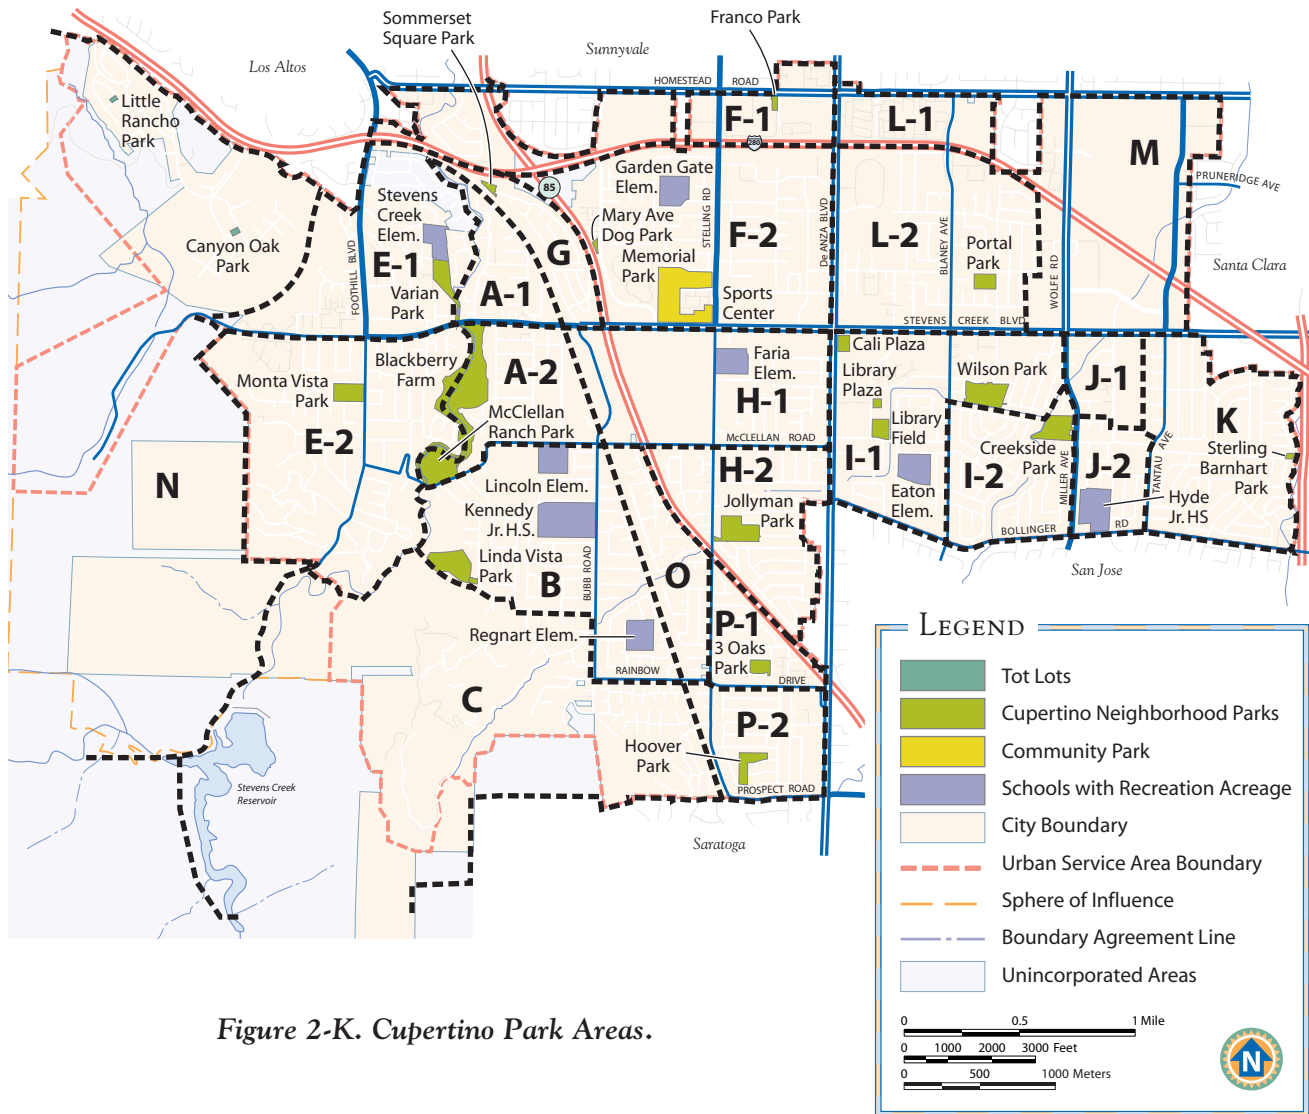 Sommerset
Square Park
Franco Park
Sunnyvale
Los Altos
HOMESTEAD ROAD
Little
Rancho
Park
F-1
L-1
280
M
Garden Gate
Elem.
85
PRUNERIDGE AVE
Stevens
Creek
Elem.
STELLING RD
Mary Ave
Dog Park
Memorial
Park
De ANZA BLVD
BLANEY AVE
Canyon Oak
Park
FOOTHILL BLVD
E-1
G
F-2
L-2
Portal
Park
WOLFE RD
Santa Clara
Varian
Park
A-1
Sports
Center
STEVENS CREEK BLVD
Blackberry
Farm
A-2
Faria
Elem.
Cali Plaza
Library
Plaza
Wilson Park
J-1
Monta Vista
Park
H-1
McClellan
Ranch Park
Library
Field
K
E-2
McCLELLAN ROAD
Creekside
Park
MILLER AVE
TANTAU AVE
Sterling
Barnhart
Park
N
H-2
I-1
I-2
J-2
Lincoln Elem.
Eaton
Elem.
Kennedy
Jr. H.S.
Jollyman
Park
Hyde
Jr. HS
BOLLINGER RD
Linda Vista
Park
B
BUBB ROAD
O
San Jose
P-1
Regnart Elem.
3 Oaks
Park
RAINBOW DRIVE
C
P-2
Hoover
Park
PROSPECT ROAD
Stevens Creek
Reservoir
Saratoga
LEGEND
Tot Lots
Cupertino Neighborhood Parks
Community Park
Schools with Recreation Acreage
City Boundary
Urban Service Area Boundary
Sphere of Influence
Boundary Agreement Line
Unincorporated Areas
0 0.5 1 Mile
0 1000 2000 3000 Feet
0 500 1000 Meters
N
Figure 2-K. Cupertino Park Areas.